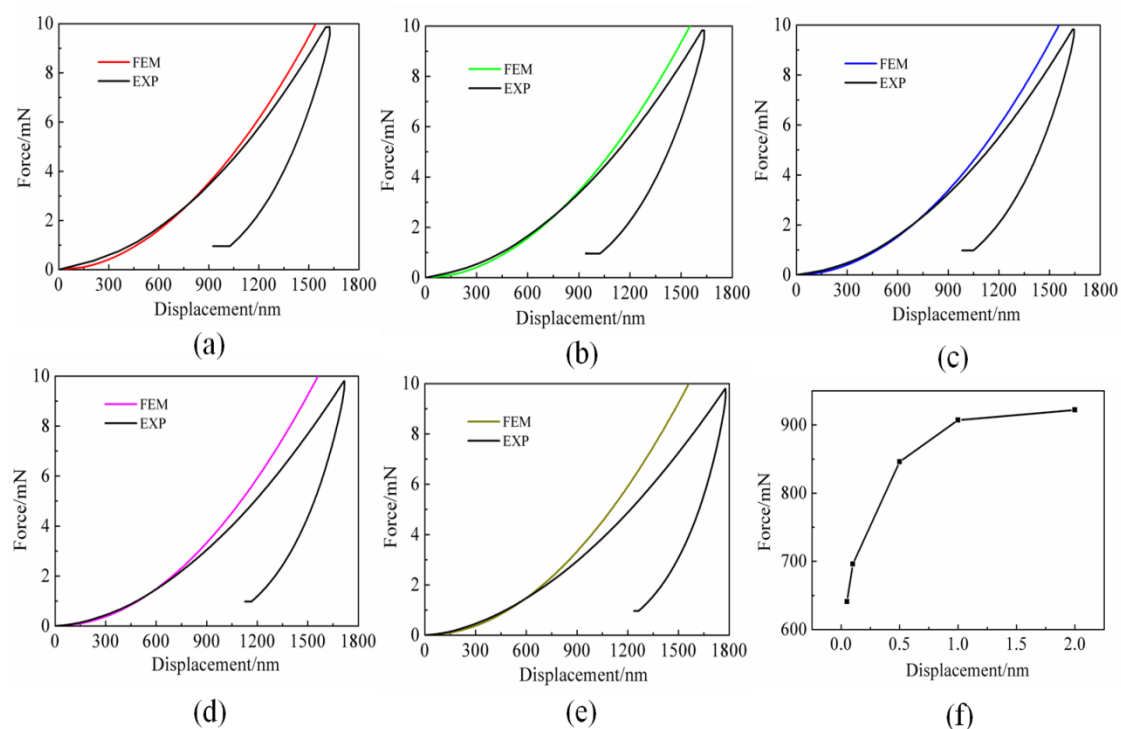 10
8
6
4
2
0
Force/mN
FEM
EXP
0 300 600 900 1200 1500 1800
Displacement/nm
(a)
10
8
6
4
2
0
Force/mN
FEM
EXP
0 300 600 900 1200 1500 1800
Displacement/nm
(b)
10
8
6
4
2
0
Force/mN
FEM
EXP
0 300 600 900 1200 1500 1800
Displacement/nm
(c)
10
8
6
4
2
0
Force/mN
FEM
EXP
0 300 600 900 1200 1500 1800
Displacement/nm
(d)
10
8
6
4
2
0
Force/mN
FEM
EXP
0 300 600 900 1200 1500 1800
Displacement/nm
(e)
900
800
700
600
Force/mN
0.0 0.5 1.0 1.5 2.0
Displacement/nm
(f)